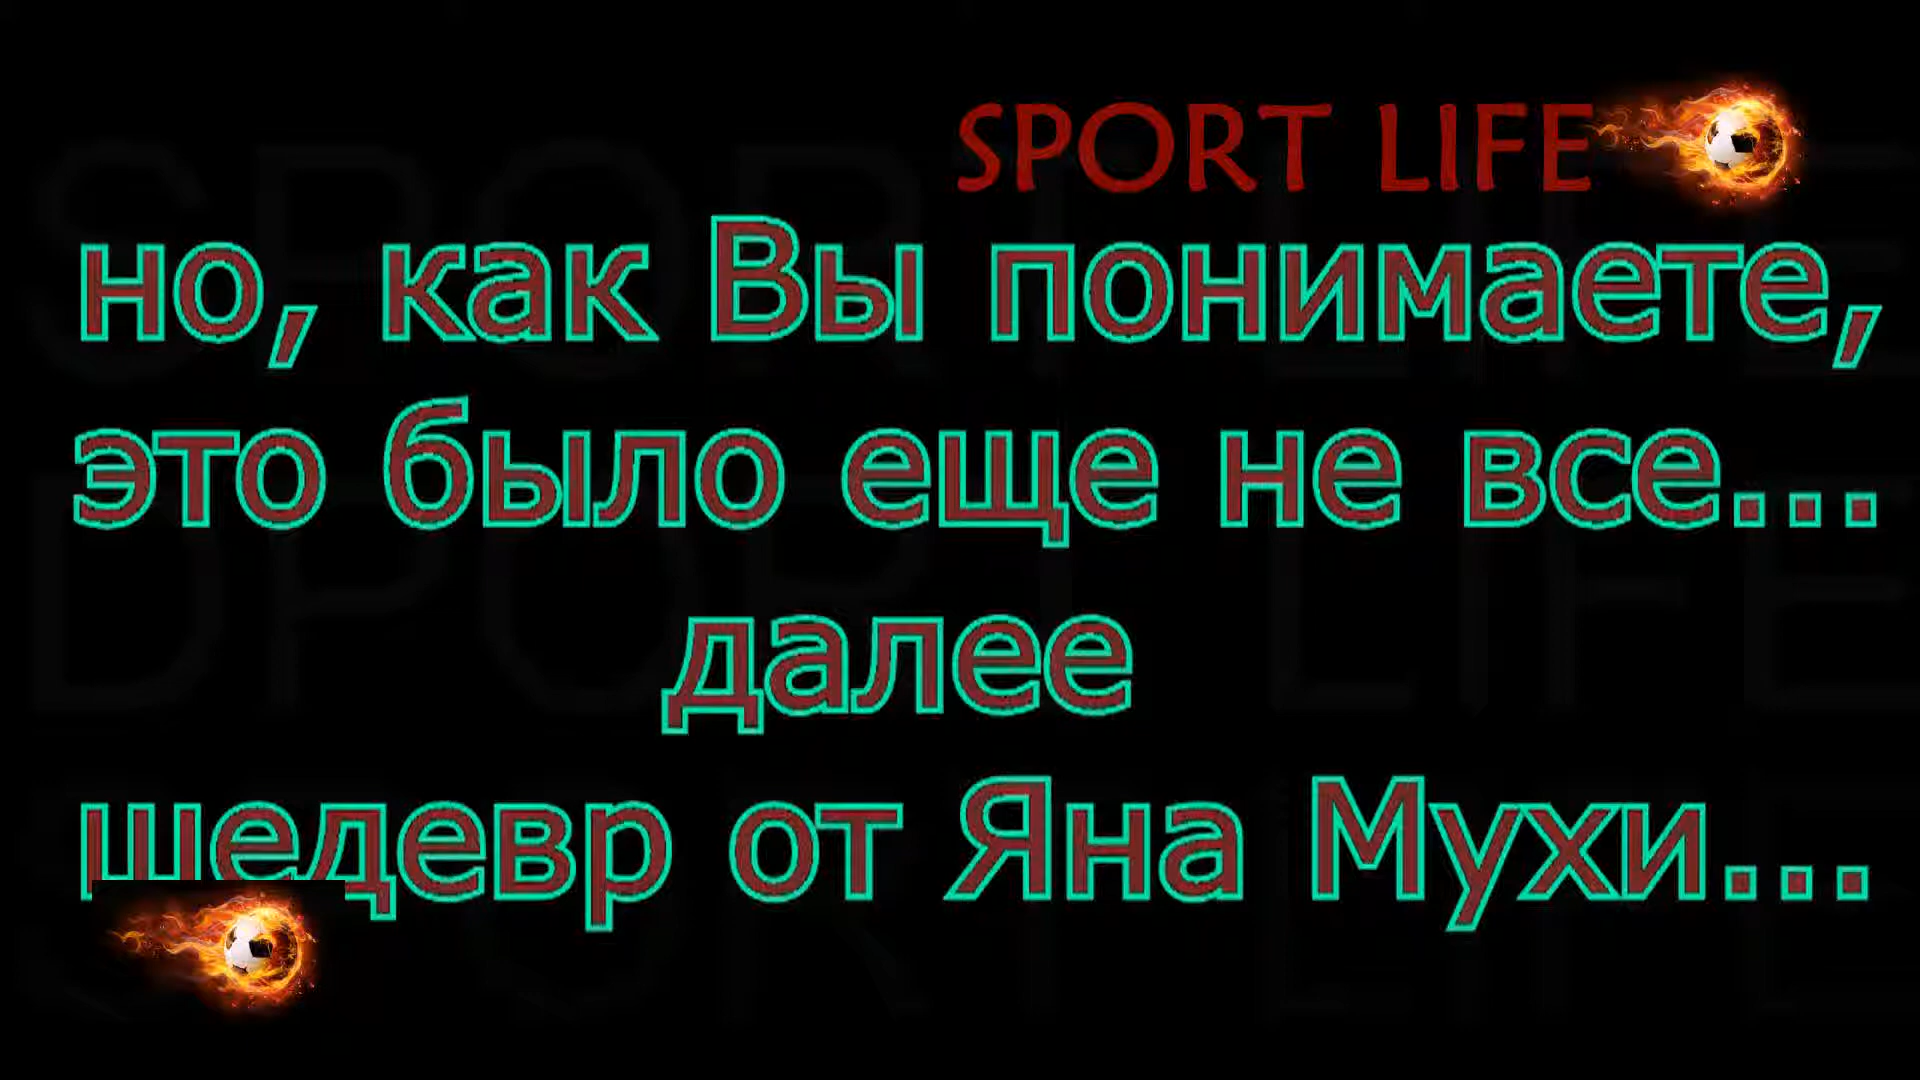 SPORT LIFE
но, как Вы понимаете,
это было еще не все...
далее
шедевр от Яна Мухи...